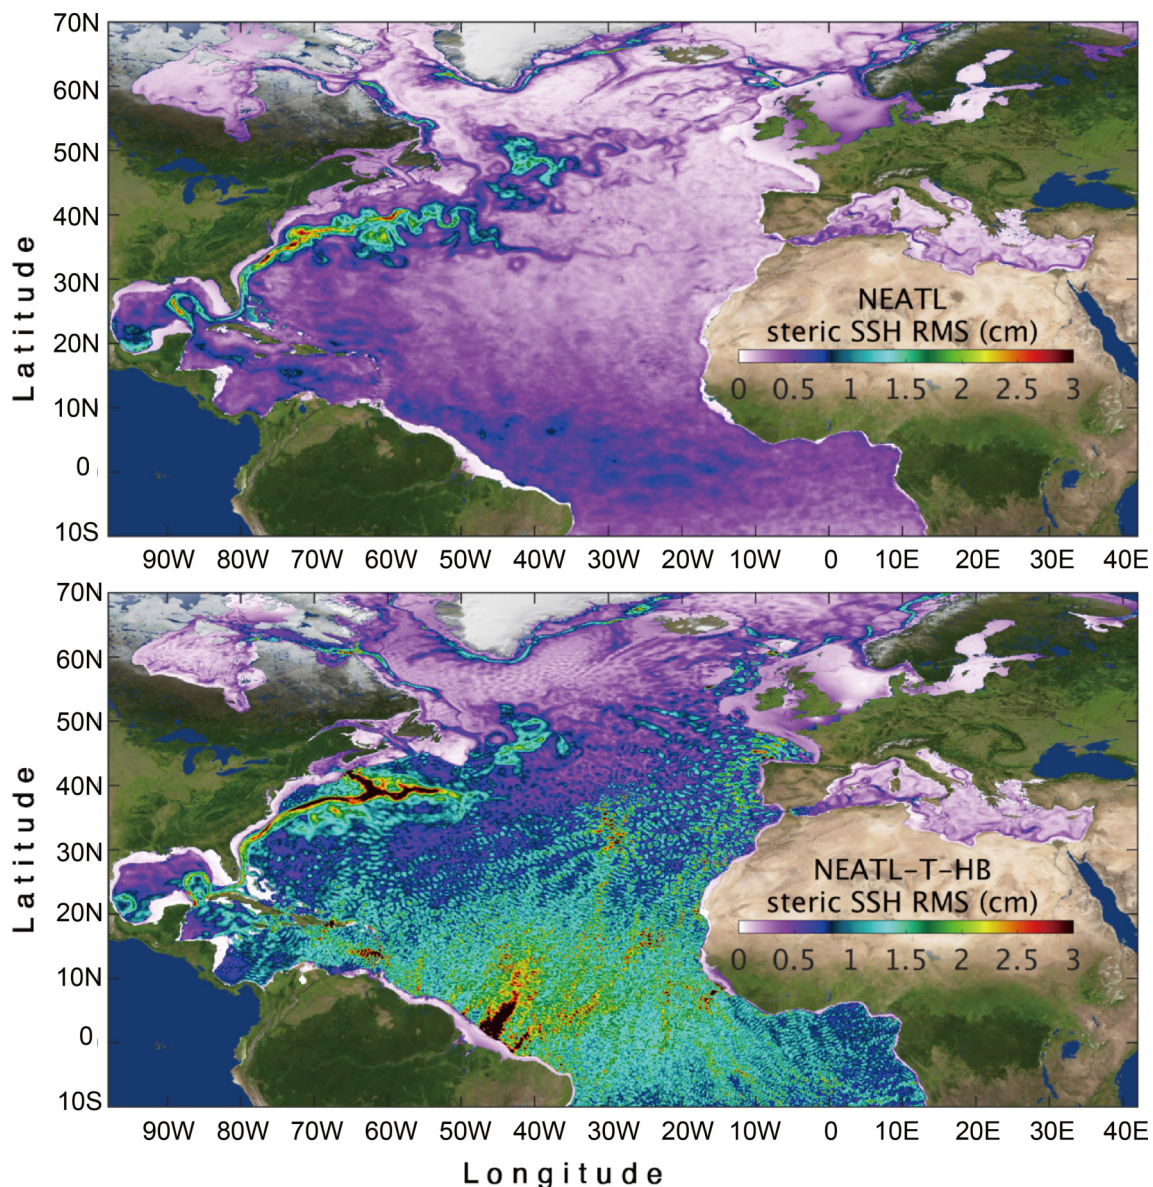 70N
60N
50N
40N
30N
20N
10N
0
10S
Latitude
NEATL
steric SSH RMS (cm)
0 0.5 1 1.5 2 2.5 3
90W 80W 70W 60W 50W 40W 30W 20W 10W 0 10E 20E 30E 40E
70N
60N
50N
40N
30N
20N
10N
0
10S
Latitude
NEATL-T-HB
steric SSH RMS (cm)
0 0.5 1 1.5 2 2.5 3
90W 80W 70W 60W 50W 40W 30W 20W 10W 0 10E 20E 30E 40E
Longitude